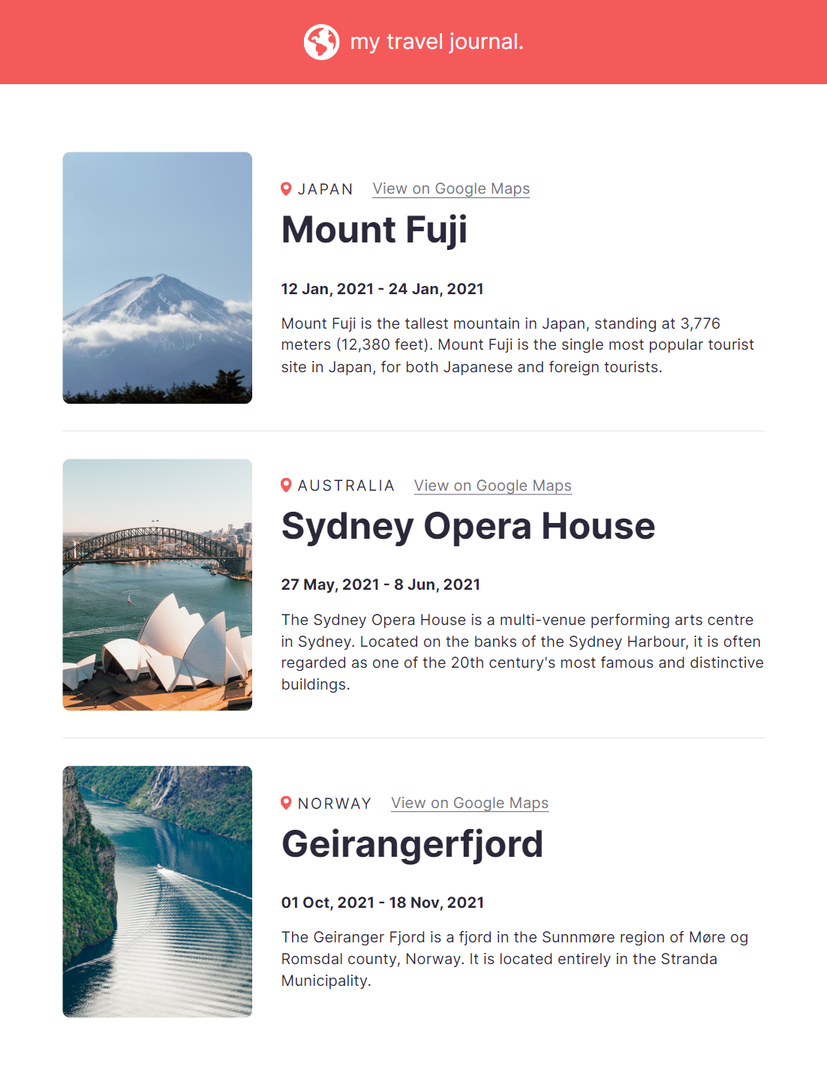 my travel journal.
JAPAN View on Google Maps
Mount Fuji
12 Jan, 2021 - 24 Jan, 2021
Mount Fuji is the tallest mountain in Japan, standing at 3,776
meters (12,380 feet). Mount Fuji is the single most popular tourist
site in Japan, for both Japanese and foreign tourists.
AUSTRALIA View on Google Maps
Sydney Opera House
27 May, 2021 - 8 Jun, 2021
The Sydney Opera House is a multi-venue performing arts centre
in Sydney. Located on the banks of the Sydney Harbour, it is often
regarded as one of the 20th century's most famous and distinctive
buildings.
NORWAY View on Google Maps
Geirangerfjord
01 Oct, 2021 - 18 Nov, 2021
The Geiranger Fjord is a fjord in the Sunnmøre region of Møre og
Romsdal county, Norway. It is located entirely in the Stranda
Municipality.